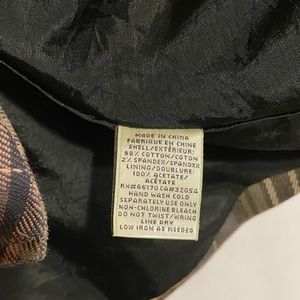 MADE IN CHINA
FABRIQUE EN CHINE
SHELL/EXTÉRIEUR:
98% COTTON/COTON
2% SPANDEX/SPANDEX
LINING/DOUBLURE:
100% ACETATE/
ACÉTATE
RN#66170 CA#32054
HAND WASH COLD
SEPARATELY USE ONLY
NON-CHLORINE BLEACH
DO NOT TWIST/WRING
LINE DRY
LOW IRON AS NEEDED